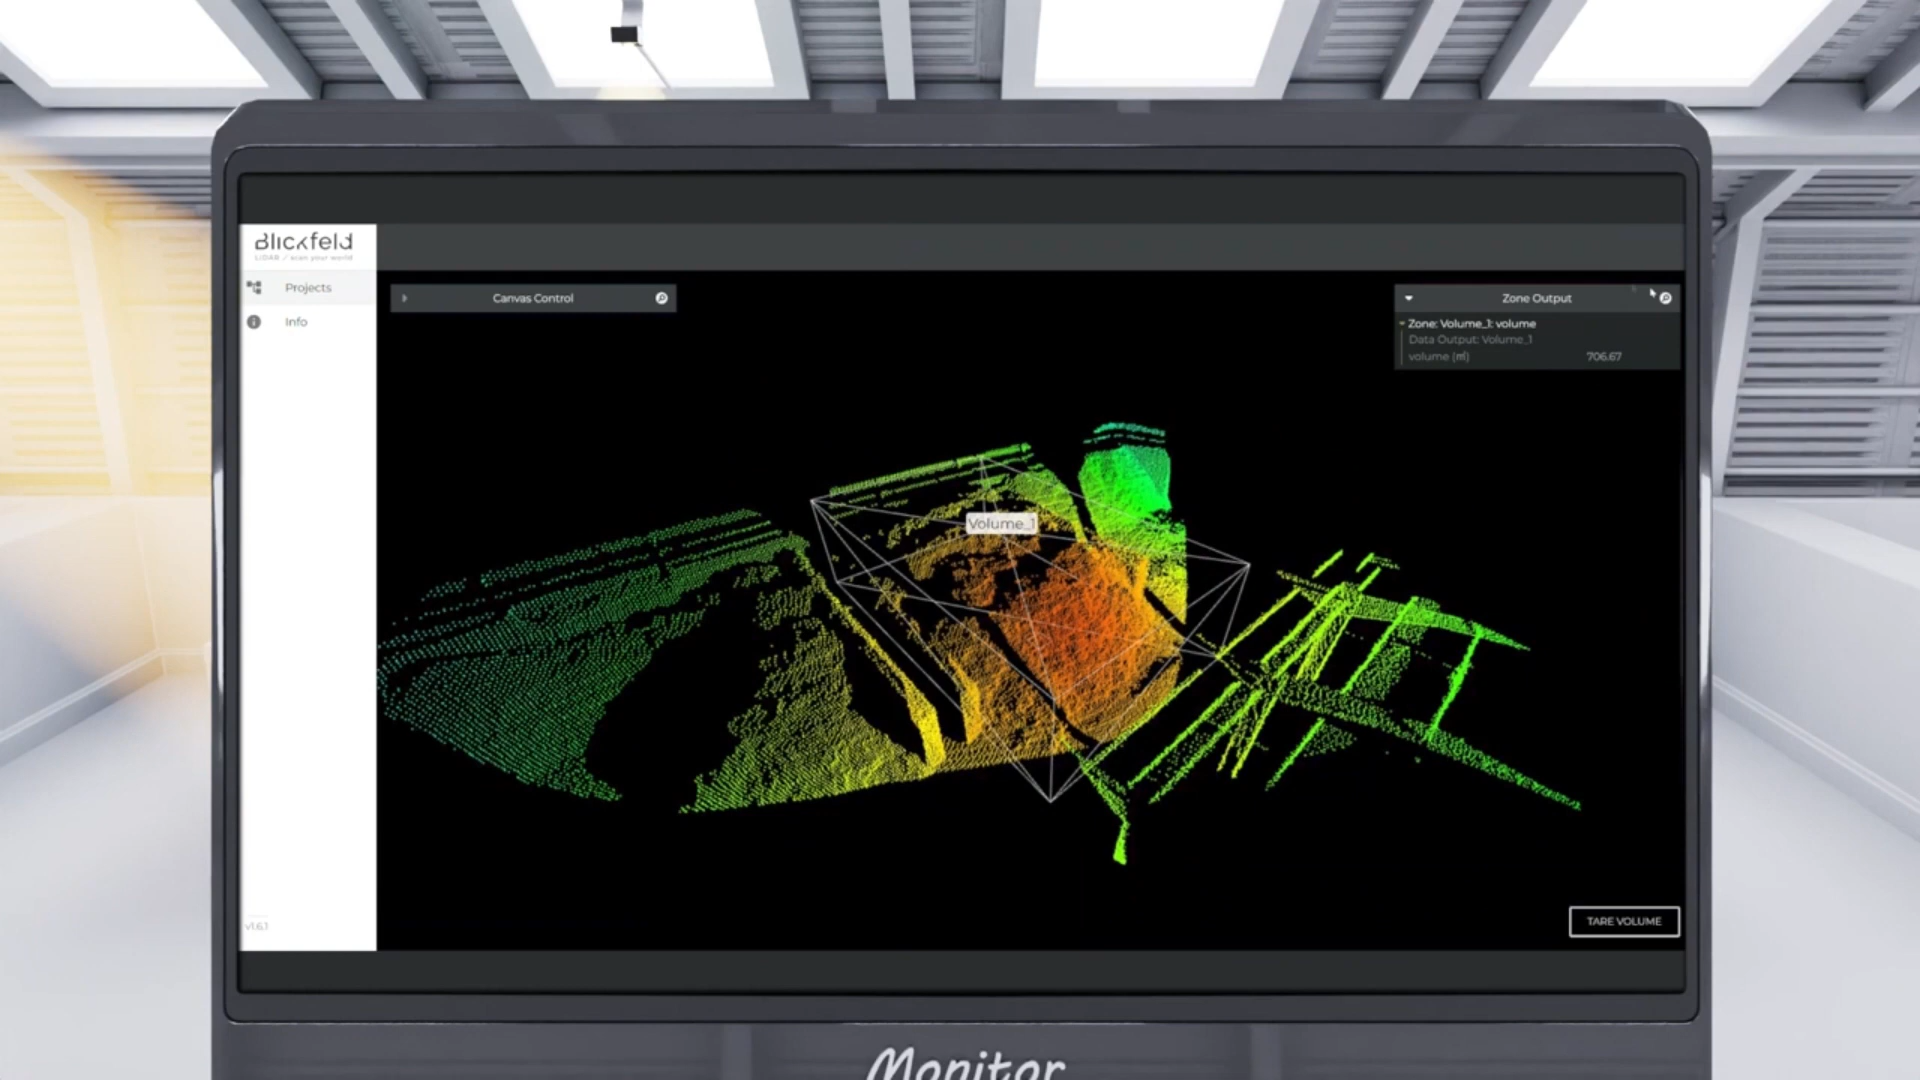 Blickfeld
LiDAR / scan your world
Projects
Info
Canvas Control
Zone Output
Zone: Volume_1: volume
Data Output: Volume_1
volume (㎥) 706.67
Volume_1
v1.6.1
TARE VOLUME
Monitor